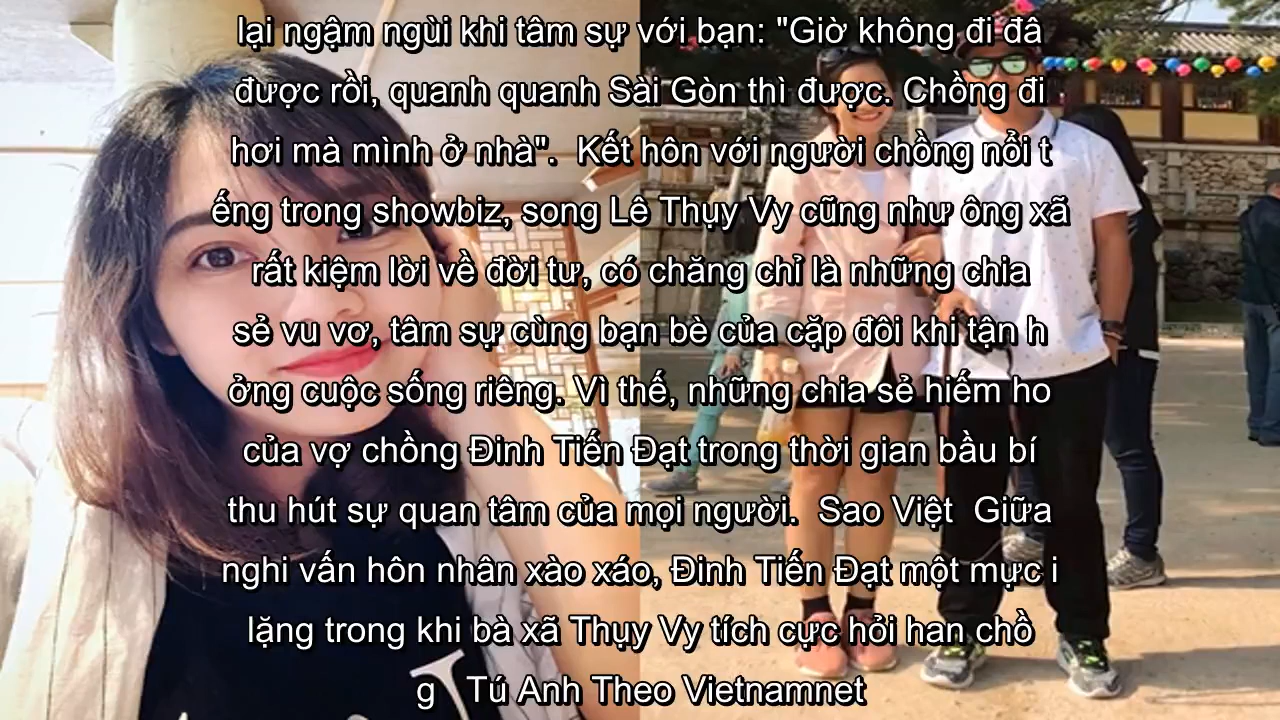 lại ngậm ngùi khi tâm sự với bạn: "Giờ không đi đâ
được rồi, quanh quanh Sài Gòn thì được. Chồng đi
hơi mà mình ở nhà".  Kết hôn với người chồng nổi t
ếng trong showbiz, song Lê Thụy Vy cũng như ông xã
rất kiệm lời về đời tư, có chăng chỉ là những chia
sẻ vu vơ, tâm sự cùng bạn bè của cặp đôi khi tận h
ởng cuộc sống riêng. Vì thế, những chia sẻ hiếm ho
của vợ chồng Đinh Tiến Đạt trong thời gian bầu bí
thu hút sự quan tâm của mọi người.  Sao Việt  Giữa
nghi vấn hôn nhân xào xáo, Đinh Tiến Đạt một mực i
lặng trong khi bà xã Thụy Vy tích cực hỏi han chồ
g   Tú Anh Theo Vietnamnet